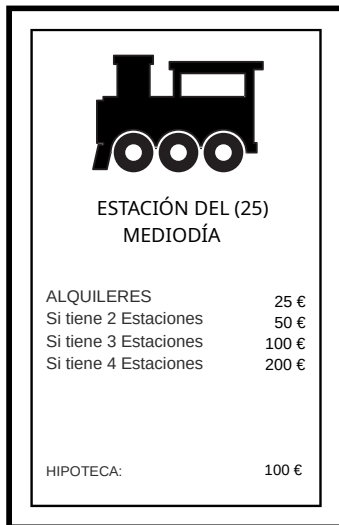 ESTACIÓN DEL (25)
MEDIODÍA
ALQUILERES 25 €
Si tiene 2 Estaciones 50 €
Si tiene 3 Estaciones 100 €
Si tiene 4 Estaciones 200 €
HIPOTECA: 100 €